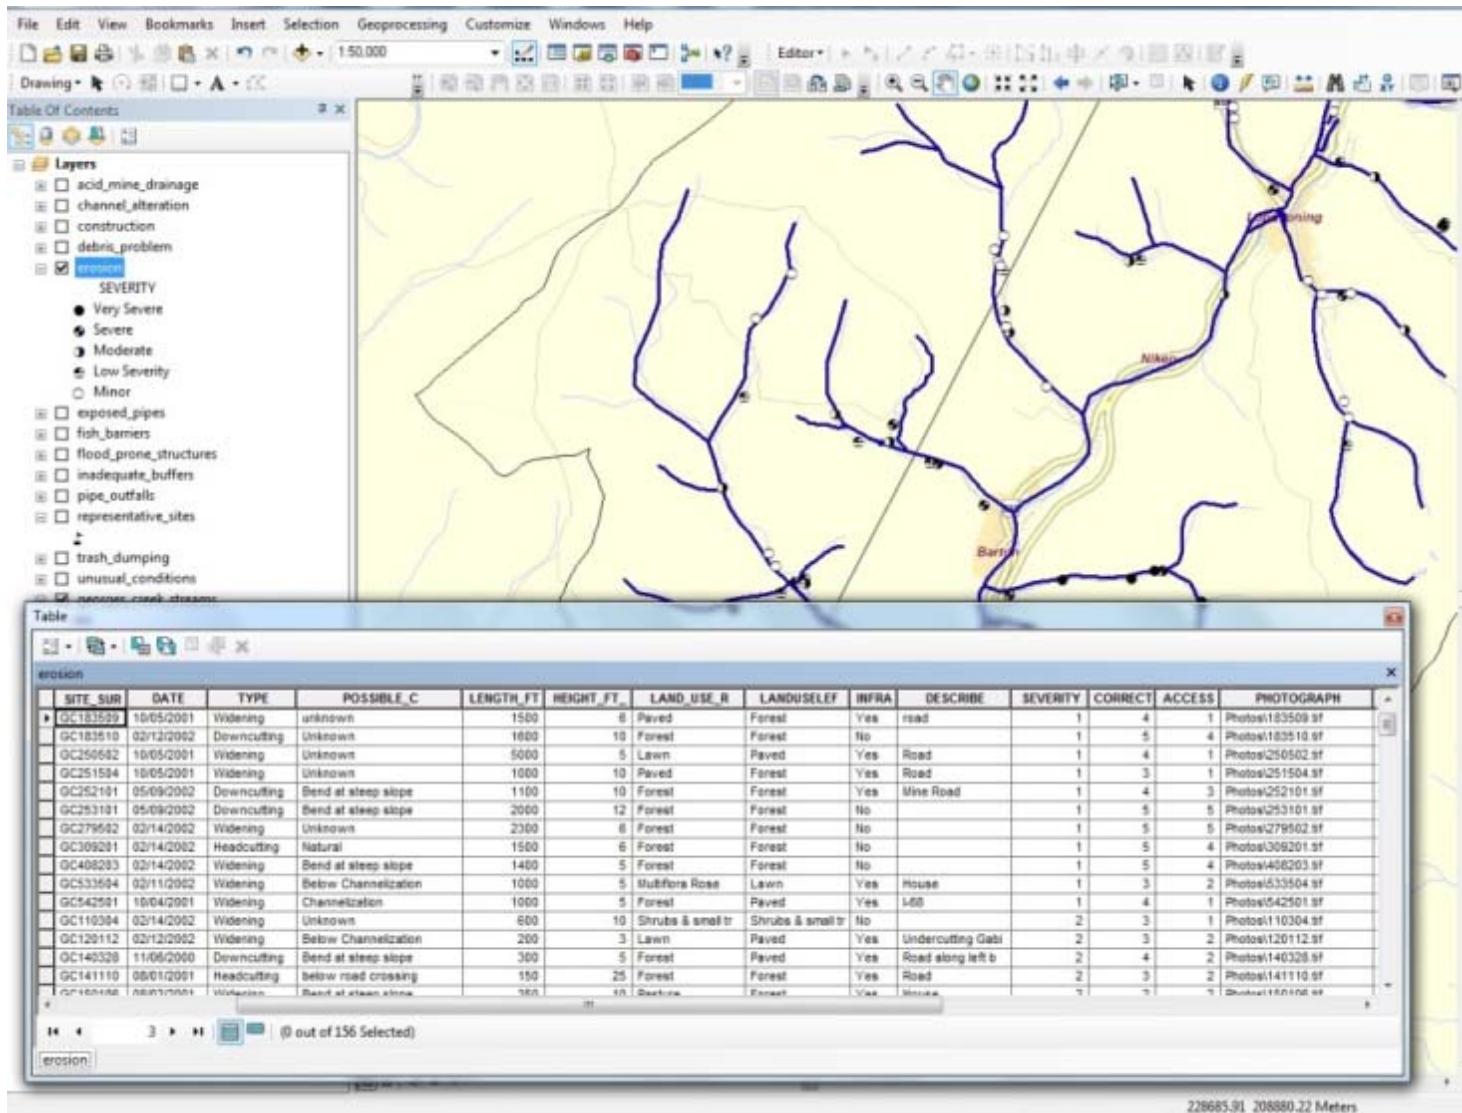 File Edit View Bookmarks Insert Selection Geoprocessing Customize Windows Help
1:50,000 Editor
Drawing A
Table Of Contents
Layers
acid_mine_drainage
channel_alteration
construction
debris_problem
erosion
SEVERITY
Very Severe
Severe
Moderate
Low Severity
Minor
exposed_pipes
fish_barriers
flood_prone_structures
inadequate_buffers
pipe_outfalls
representative_sites
trash_dumping
unusual_conditions
georges_creek_streams
Barton
Table
erosion
SITE_SUR DATE TYPE POSSIBLE_C LENGTH_FT HEIGHT_FT_ LAND_USE_R LANDUSELEF INFRA DESCRIBE SEVERITY CORRECT ACCESS PHOTOGRAPH
GC183509 10/05/2001 Widening unknown 1500 6 Paved Forest Yes road 1 4 1 Photos\183509.tif
GC183510 02/12/2002 Downcutting Unknown 1600 10 Forest Forest No 1 5 4 Photos\183510.tif
GC250502 10/05/2001 Widening Unknown 5000 5 Lawn Paved Yes Road 1 4 1 Photos\250502.tif
GC251504 10/05/2001 Widening Unknown 1000 10 Paved Forest Yes Road 1 3 1 Photos\251504.tif
GC252101 05/09/2002 Downcutting Bend at steep slope 1100 10 Forest Forest Yes Mine Road 1 4 3 Photos\252101.tif
GC253101 05/09/2002 Downcutting Bend at steep slope 2000 12 Forest Forest No 1 5 5 Photos\253101.tif
GC279502 02/14/2002 Widening Unknown 2300 6 Forest Forest No 1 5 5 Photos\279502.tif
GC309201 02/14/2002 Headcutting Natural 1500 6 Forest Forest No 1 5 4 Photos\309201.tif
GC408203 02/14/2002 Widening Bend at steep slope 1400 5 Forest Forest No 1 5 4 Photos\408203.tif
GC533504 02/11/2002 Widening Below Channelization 1000 5 Multiflora Rose Lawn Yes House 1 3 2 Photos\533504.tif
GC542501 10/04/2001 Widening Channelization 1000 5 Forest Paved Yes I-68 1 4 1 Photos\542501.tif
GC110304 02/14/2002 Widening Unknown 600 10 Shrubs & small tr Shrubs & small tr No 2 3 1 Photos\110304.tif
GC120112 02/12/2002 Widening Below Channelization 200 3 Lawn Paved Yes Undercutting Gabi 2 3 2 Photos\120112.tif
GC140328 11/06/2000 Downcutting Bend at steep slope 300 5 Forest Paved Yes Road along left b 2 4 2 Photos\140328.tif
GC141110 08/01/2001 Headcutting below road crossing 150 25 Forest Forest Yes Road 2 3 2 Photos\141110.tif
3 (0 out of 156 Selected)
erosion
228685.91 208880.22 Meters